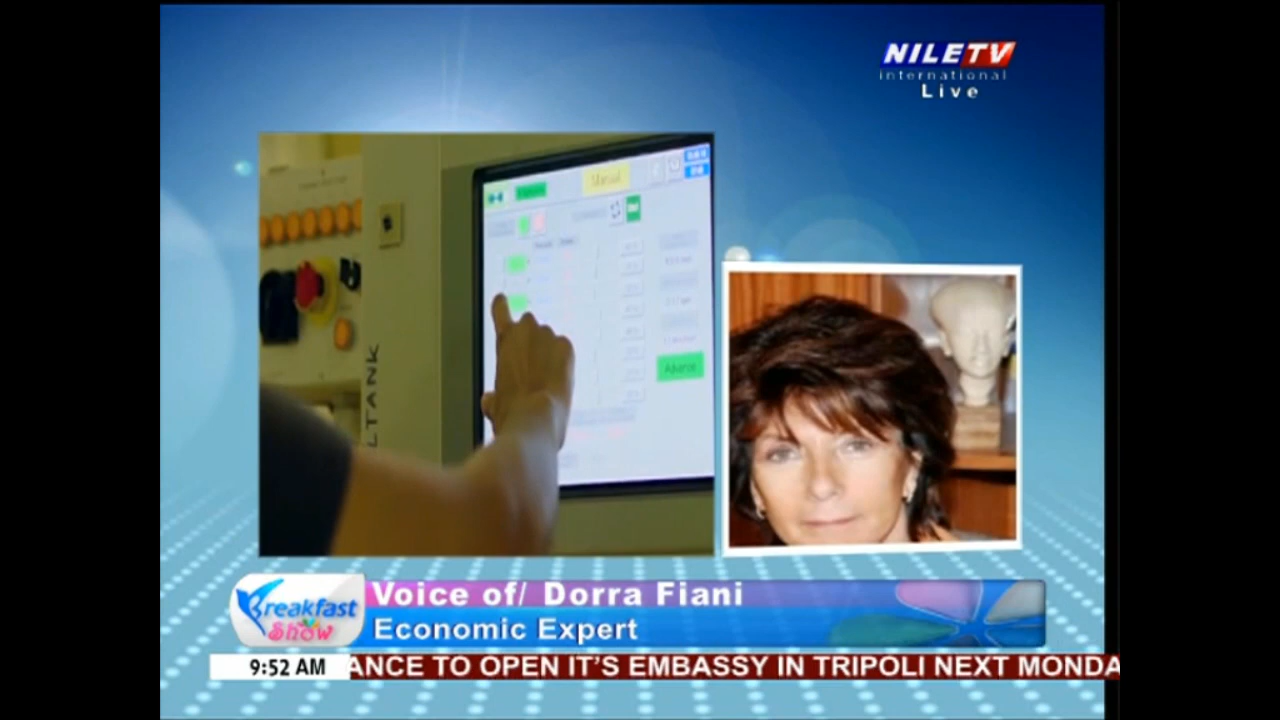 NILETV
international
Live
Manual
Advance
LTANK
Voice of/ Dorra Fiani
Economic Expert
Breakfast
Show
9:52 AM
ANCE TO OPEN IT'S EMBASSY IN TRIPOLI NEXT MONDA